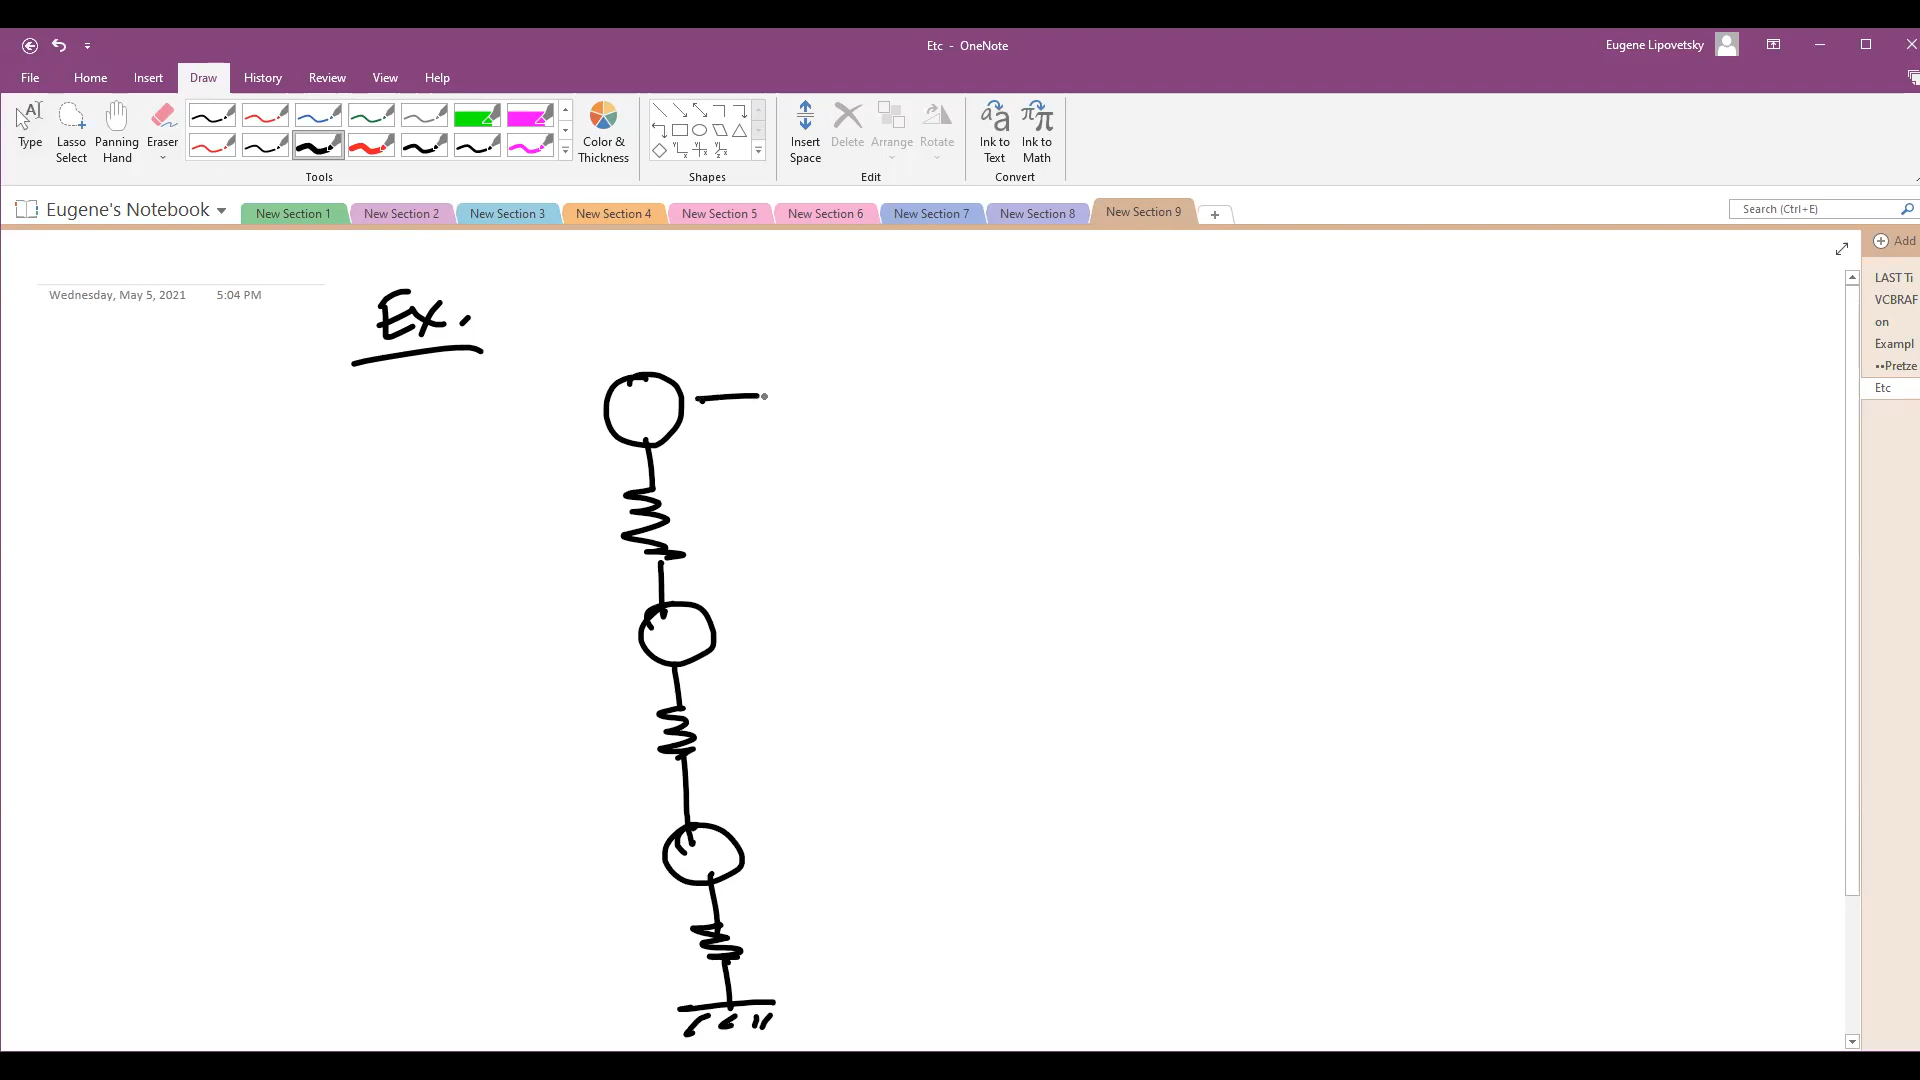 Etc - OneNote
Eugene Lipovetsky
File Home Insert Draw History Review View Help
Type
Lasso Select
Panning Hand
Eraser
Color & Thickness
Insert Space
Delete
Arrange
Rotate
Ink to Text
Ink to Math
Tools
Shapes
Edit
Convert
Eugene's Notebook
New Section 1
New Section 2
New Section 3
New Section 4
New Section 5
New Section 6
New Section 7
New Section 8
New Section 9
Search (Ctrl+E)
Add
Wednesday, May 5, 2021 5:04 PM
LAST Ti
VCBRAF
on
Exampl
••Pretze
Etc
Ex.